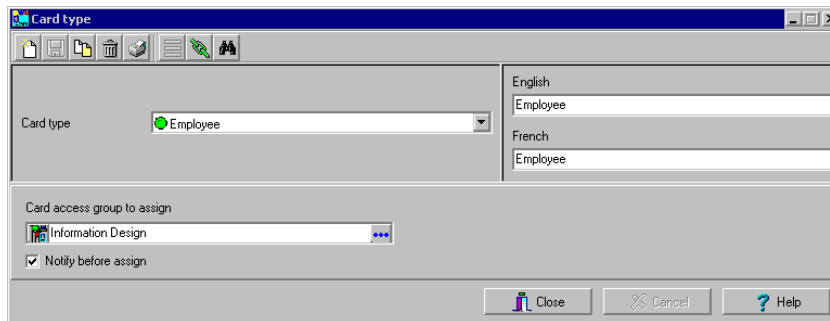 Card type
English
Employee
Card type
Employee
French
Employee
Card access group to assign
Information Design
Notify before assign
Close
Cancel
? Help